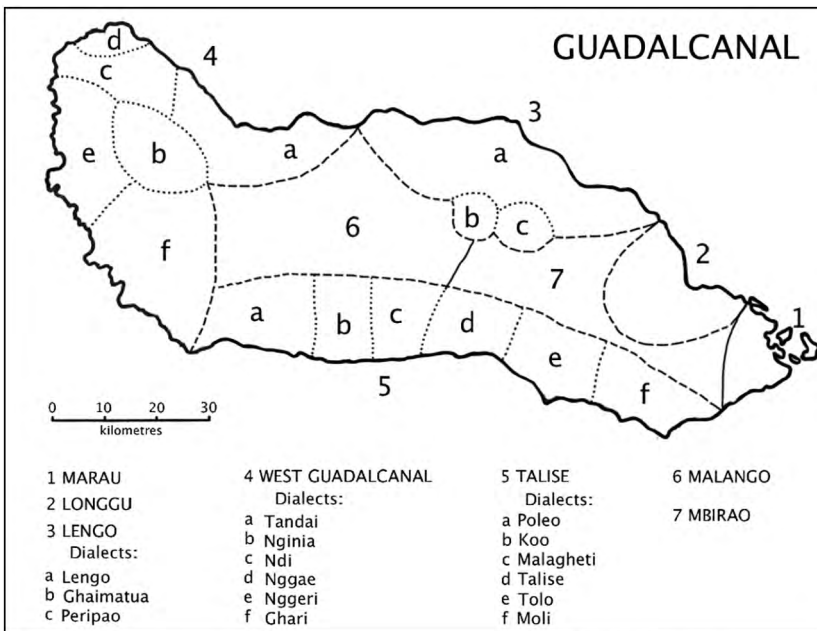 GUADALCANAL
d
4
c
3
e
b
a
a
b
c
6
f
2
7
a
b
c
d
1
e
f
5
0 10 20 30
kilometres
1 MARAU
2 LONGGU
3 LENGO
Dialects:
a Lengo
b Ghaimatua
c Peripao
4 WEST GUADALCANAL
Dialects:
a Tandai
b Nginia
c Ndi
d Nggae
e Nggeri
f Ghari
5 TALISE
Dialects:
a Poleo
b Koo
c Malagheti
d Talise
e Tolo
f Moli
6 MALANGO
7 MBIRAO